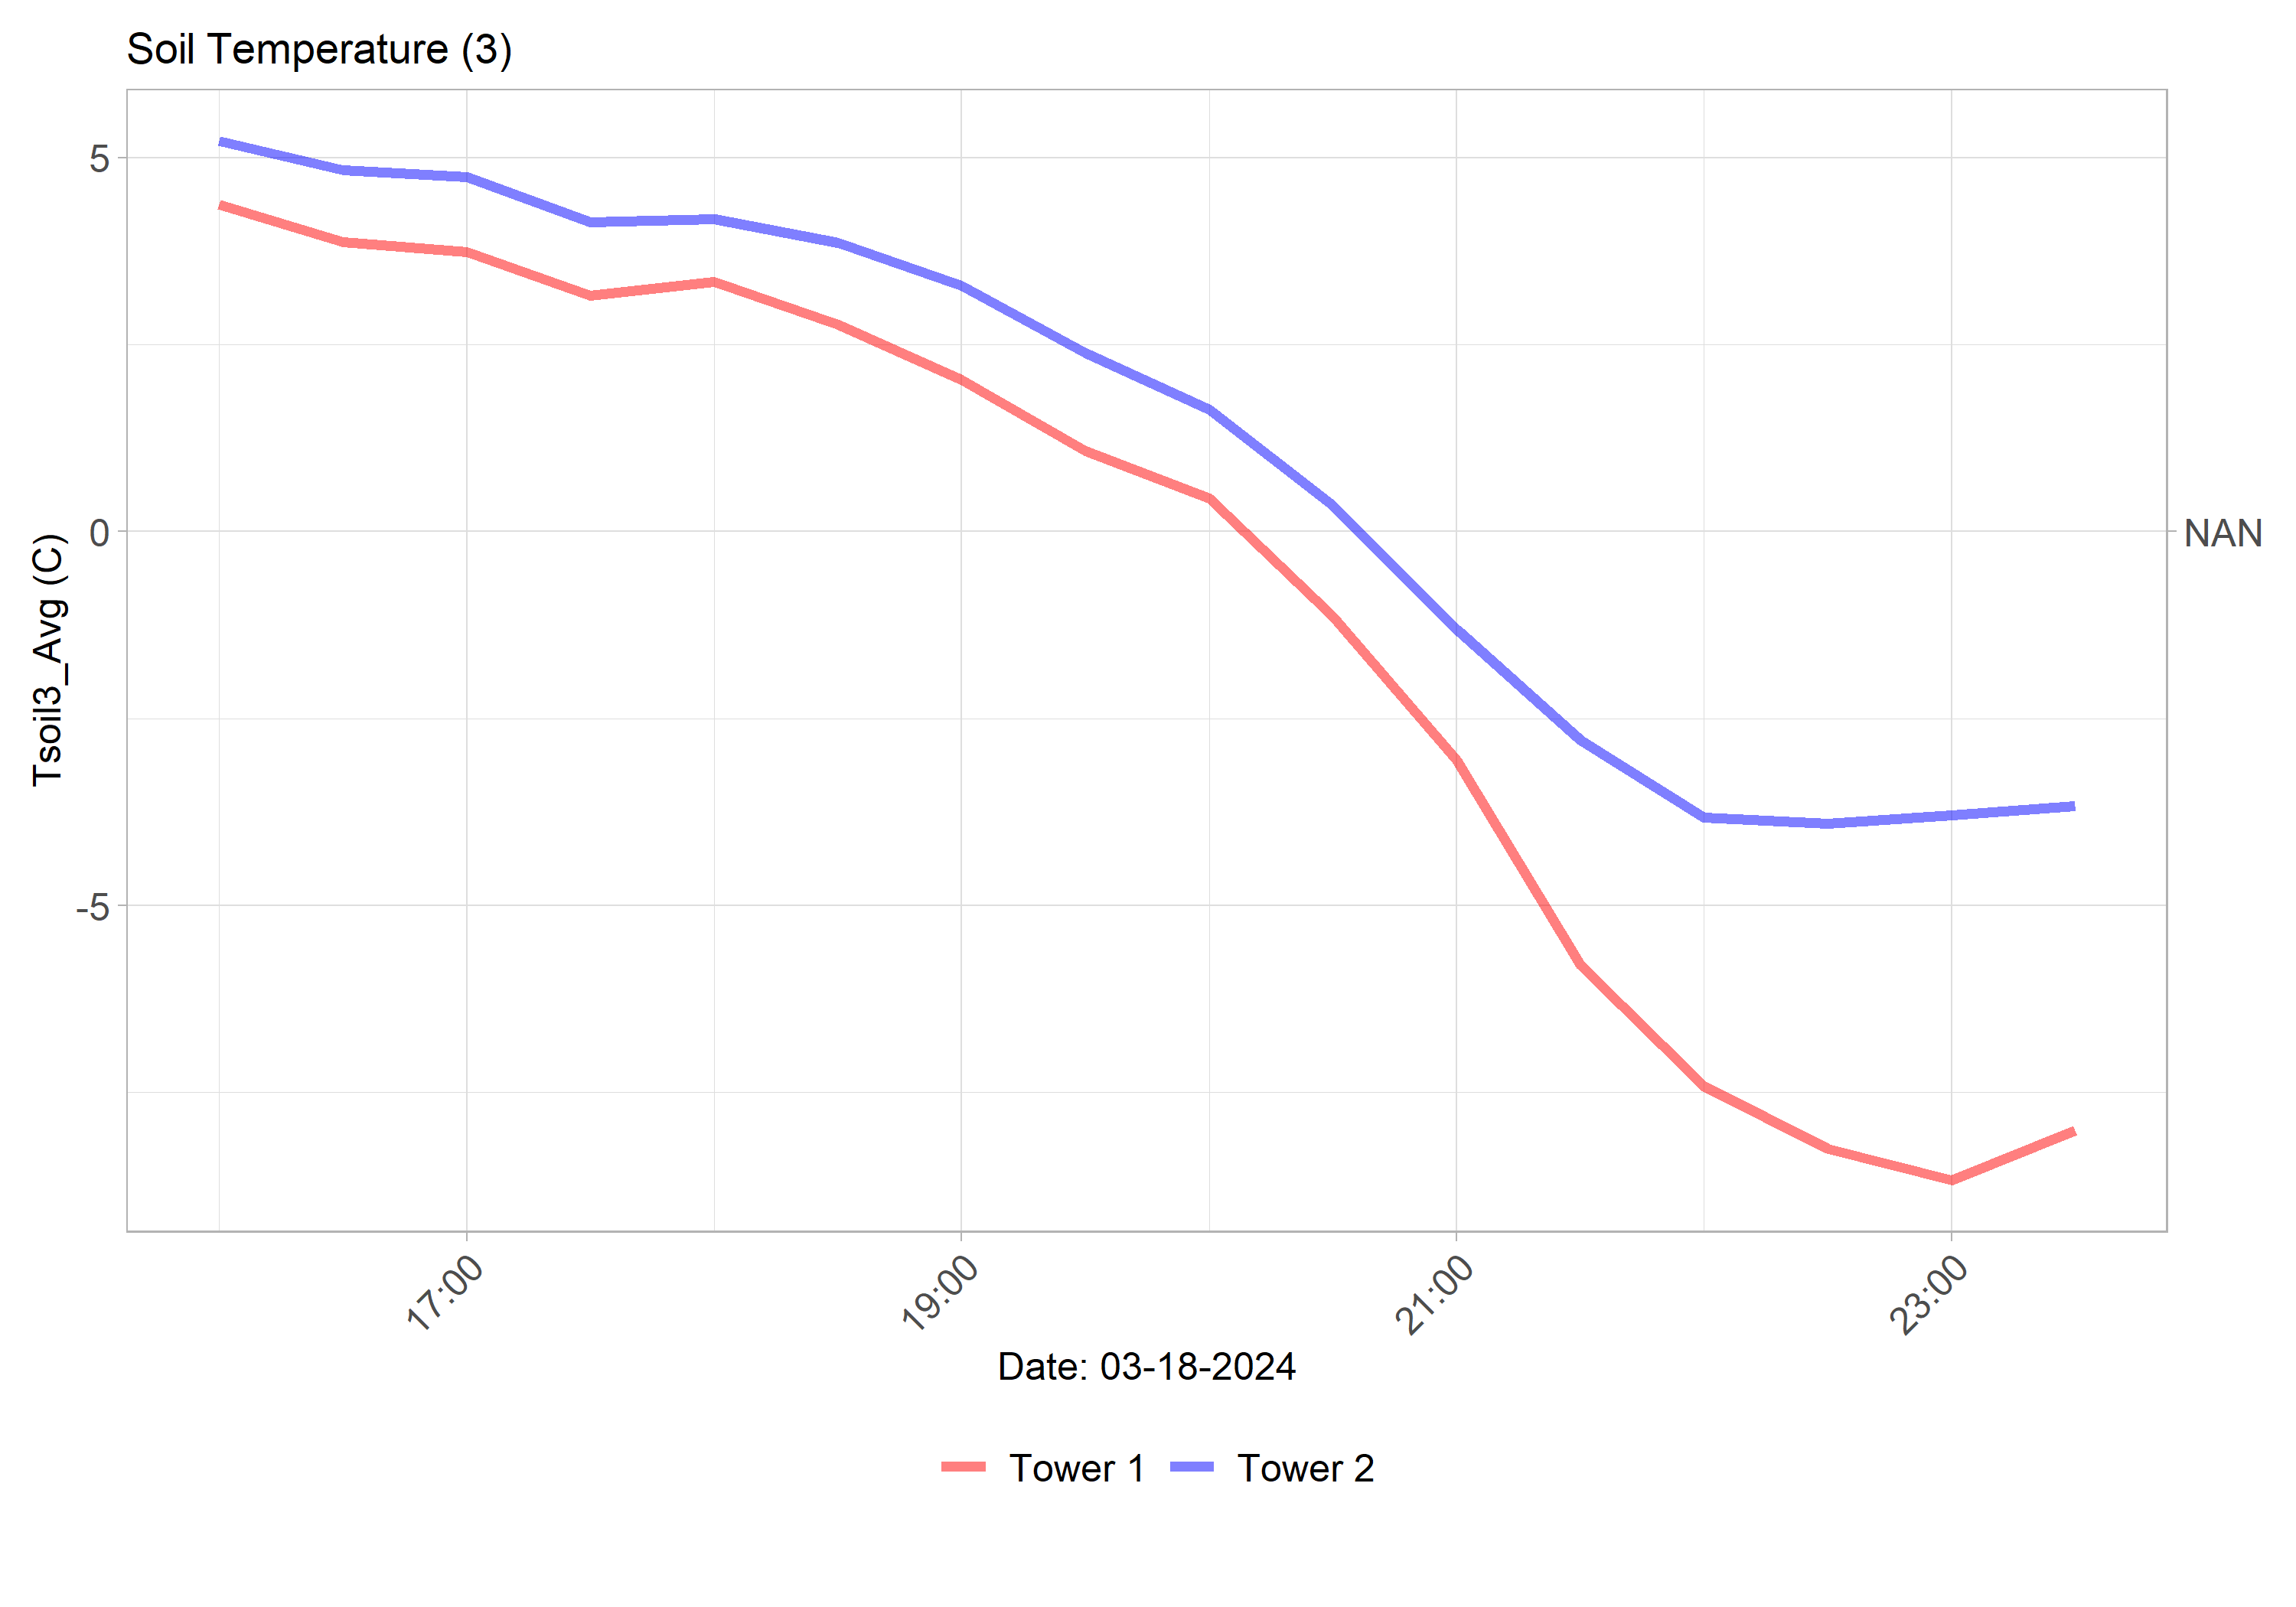 Soil Temperature (3)
Tsoil3_Avg (C)
5
0
-5
NAN
17:00
19:00
21:00
23:00
Date: 03-18-2024
Tower 1
Tower 2